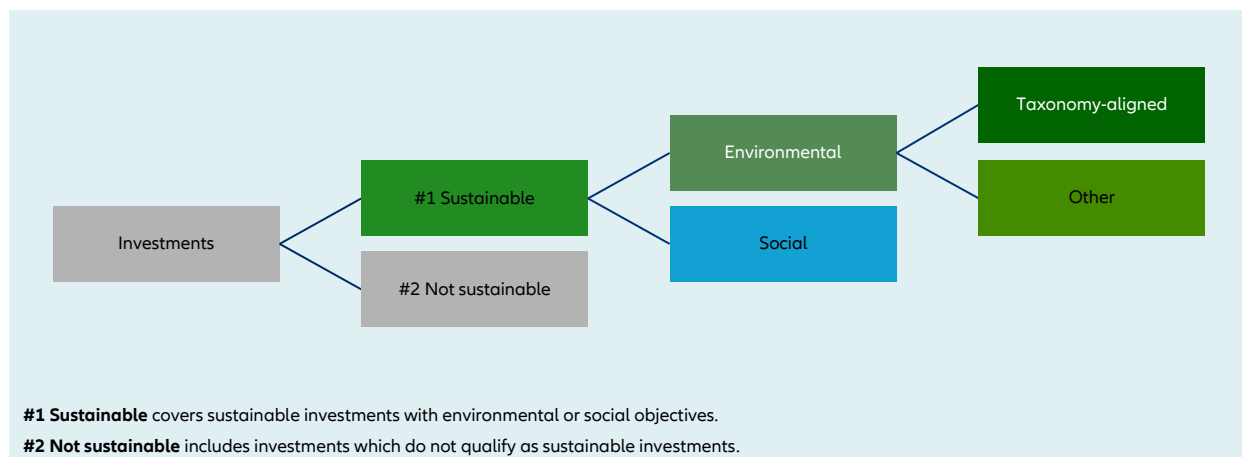 Taxonomy-aligned
Environmental
#1 Sustainable
Other
Investments
Social
#2 Not sustainable
#1 Sustainable covers sustainable investments with environmental or social objectives.
#2 Not sustainable includes investments which do not qualify as sustainable investments.